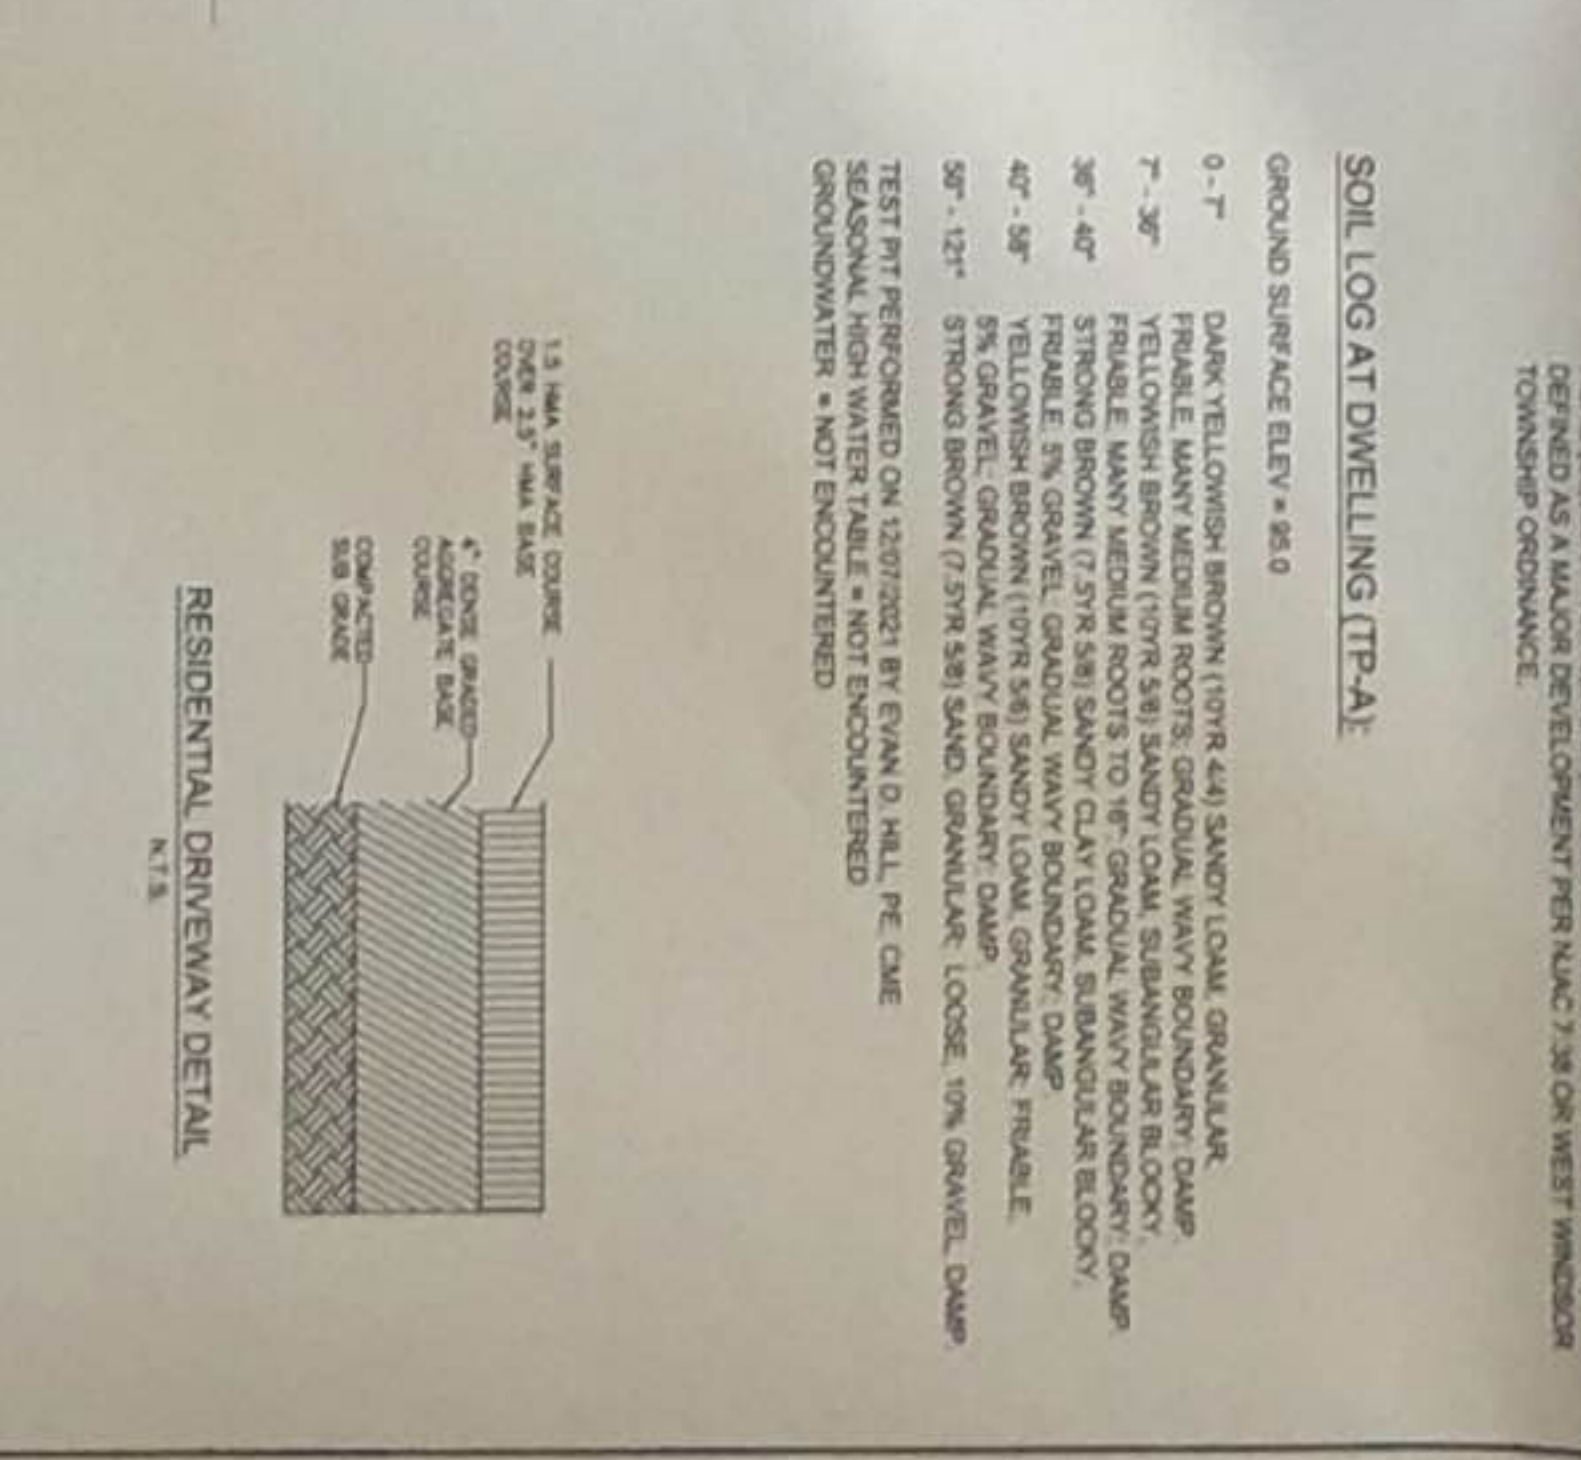 DEFINED AS A MAJOR DEVELOPMENT PER NJAC 7:38 OR WEST WINDSOR
TOWNSHIP ORDINANCE.
SOIL LOG AT DWELLING (TP-A):
GROUND SURFACE ELEV = 95.0
0 - 7" DARK YELLOWISH BROWN (10YR 4/4) SANDY LOAM, GRANULAR,
FRIABLE, MANY MEDIUM ROOTS; GRADUAL WAVY BOUNDARY; DAMP.
7" - 36" YELLOWISH BROWN (10YR 5/8) SANDY LOAM, SUBANGULAR BLOCKY,
FRIABLE, MANY MEDIUM ROOTS TO 16"; GRADUAL WAVY BOUNDARY; DAMP.
36" - 40" STRONG BROWN (7.5YR 5/8) SANDY CLAY LOAM, SUBANGULAR BLOCKY,
FRIABLE, 5% GRAVEL, GRADUAL WAVY BOUNDARY; DAMP
40" - 58" YELLOWISH BROWN (10YR 5/6) SANDY LOAM, GRANULAR; FRIABLE,
5% GRAVEL; GRADUAL WAVY BOUNDARY; DAMP.
- 121" STRONG BROWN (7.5YR 5/8) SAND, GRANULAR; LOOSE, 10% GRAVEL, DAMP.
TEST PIT PERFORMED ON 12/07/2021 BY EVAN D. HILL, PE, CME
SEASONAL HIGH WATER TABLE = NOT ENCOUNTERED
GROUNDWATER = NOT ENCOUNTERED
1.5 HMA SURFACE COURSE
OVER 2.5" HMA BASE
COURSE
4" DENSE GRADED
AGGREGATE BASE
COURSE
COMPACTED
SUB GRADE
RESIDENTIAL DRIVEWAY DETAIL
N.T.S.